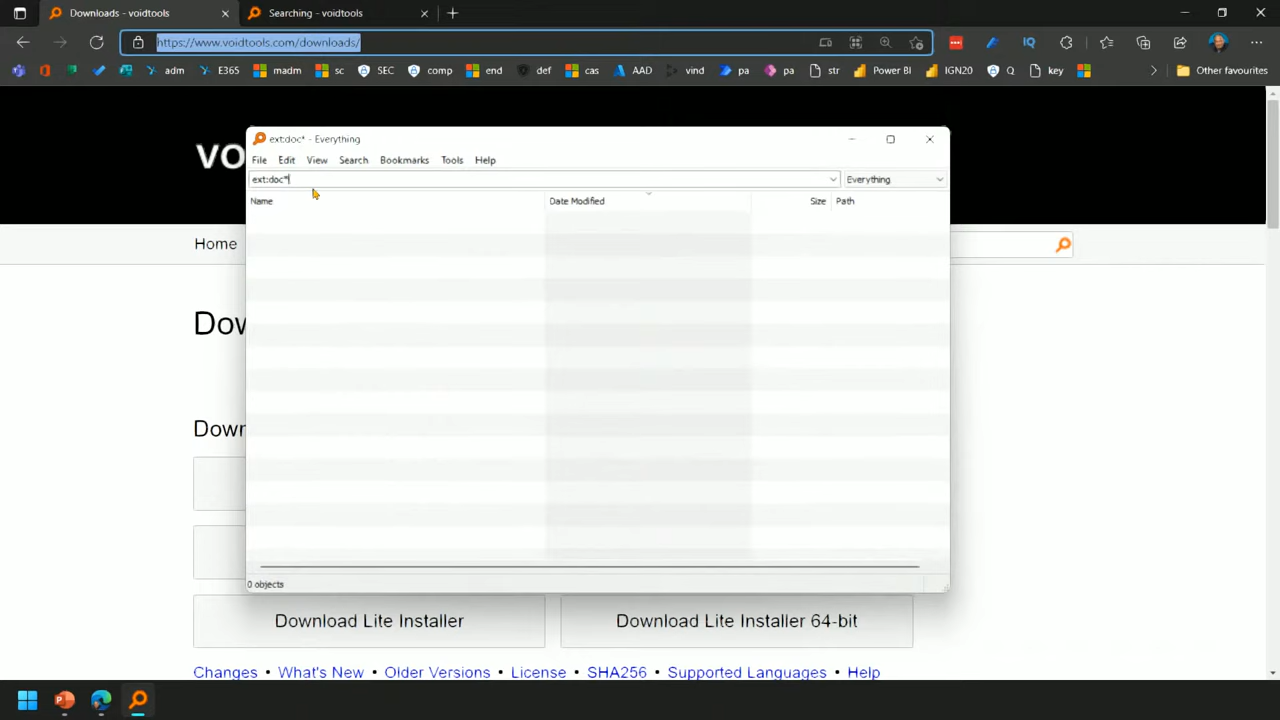 Downloads - voidtools
Searching - voidtools
https://www.voidtools.com/downloads/
adm
E365
madm
sc
SEC
comp
end
def
cas
AAD
vind
pa
pa
str
Power BI
IGN20
Q
key
Other favourites
vo
ext:doc* - Everything
File Edit View Search Bookmarks Tools Help
ext:doc*
Everything
Name Date Modified Size Path
Home
Dow
Down
0 objects
Download Lite Installer
Download Lite Installer 64-bit
Changes • What's New • Older Versions • License • SHA256 • Supported Languages • Help